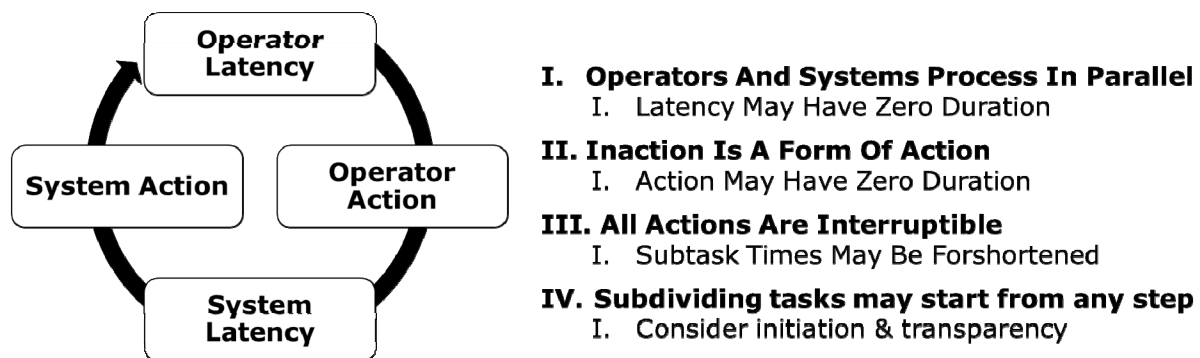 Operator
Latency
System Action
Operator
Action
System
Latency
I. Operators And Systems Process In Parallel
I. Latency May Have Zero Duration
II. Inaction Is A Form Of Action
I. Action May Have Zero Duration
III. All Actions Are Interruptible
I. Subtask Times May Be Forshortened
IV. Subdividing tasks may start from any step
I. Consider initiation & transparency